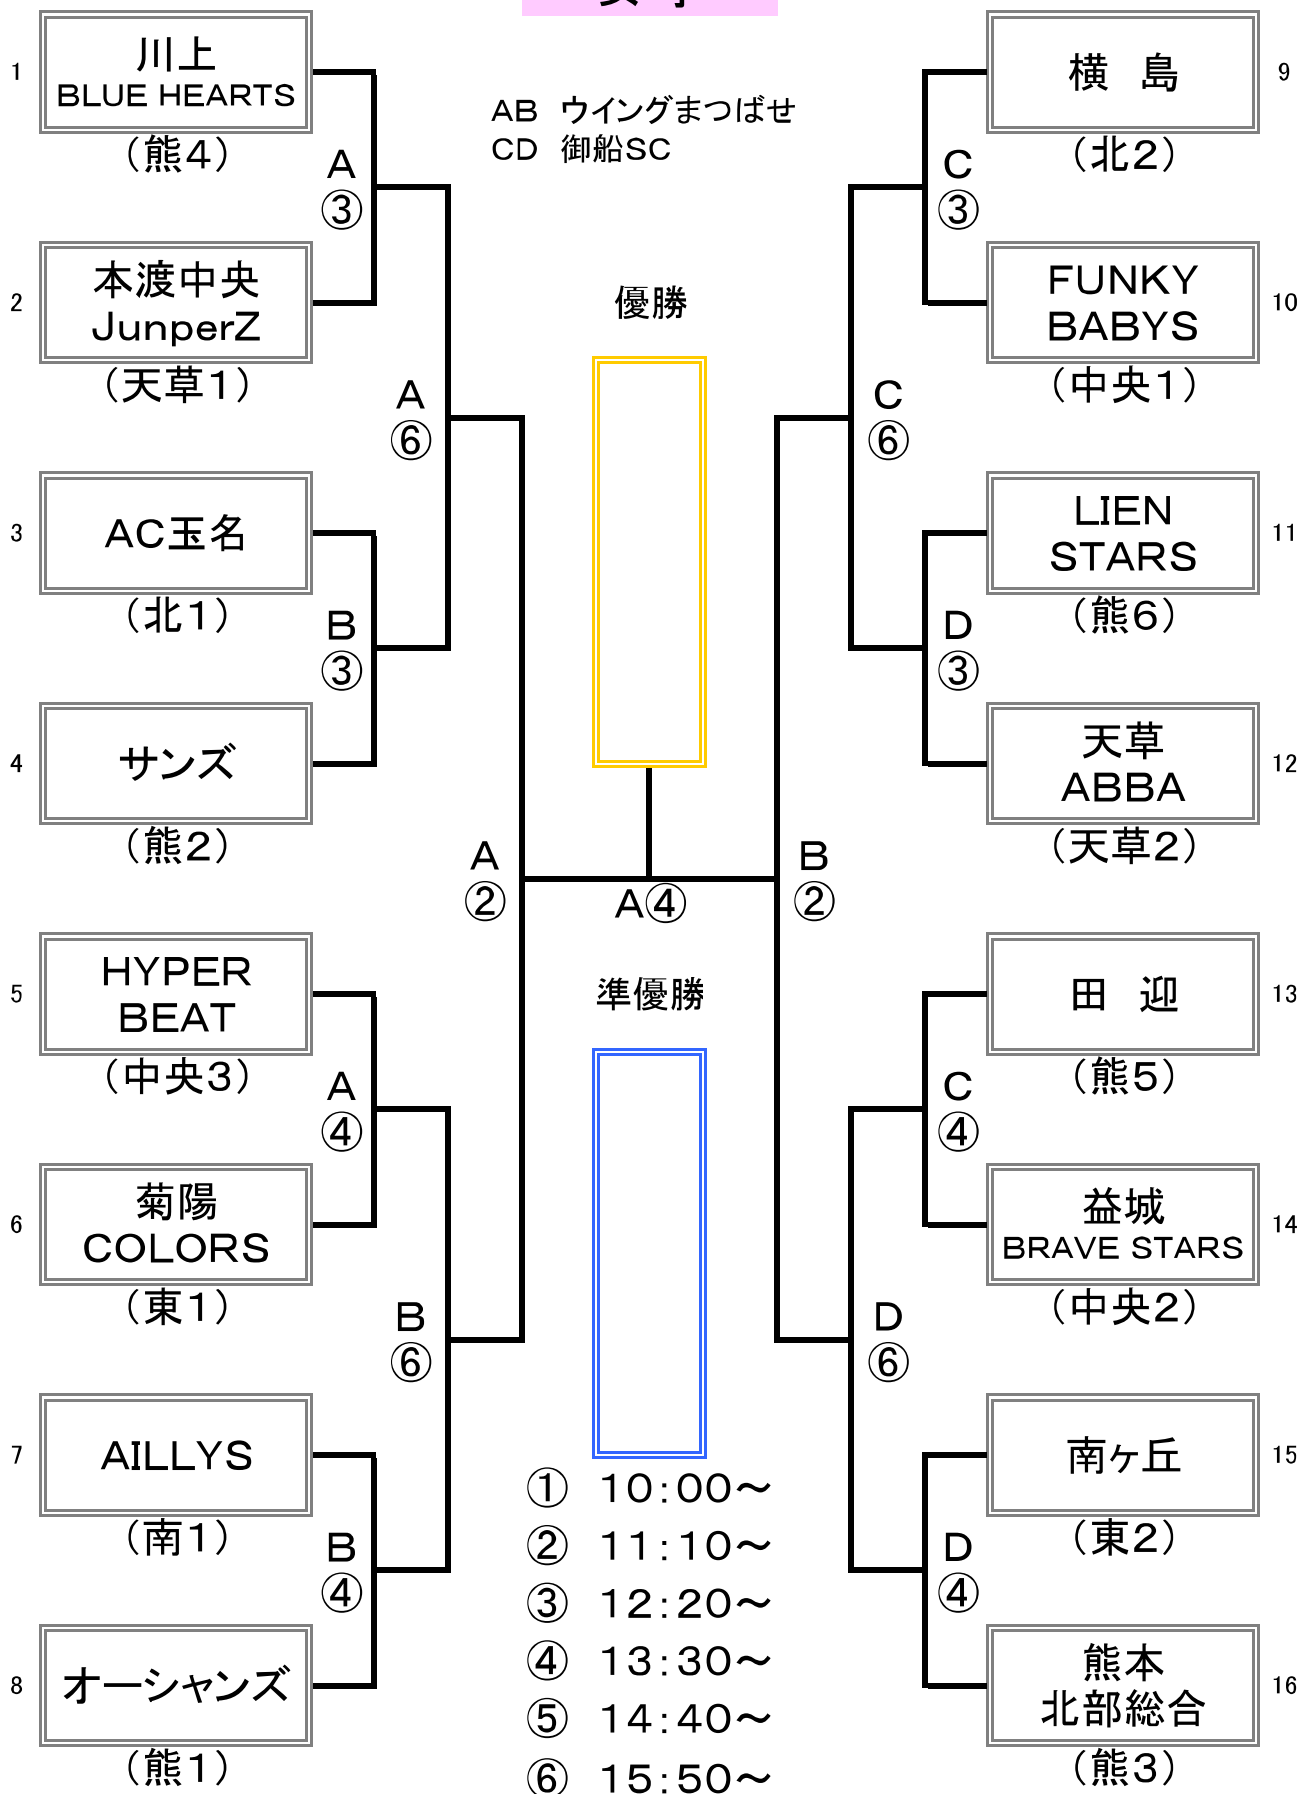 AB ウイングまつばせ
CD 御船SC
1
川上
BLUE HEARTS
(熊4)
A
③
2
本渡中央
JunperZ
(天草1)
A
⑥
3
AC玉名
(北1)
B
③
4
サンズ
(熊2)
A
②
5
HYPER
BEAT
(中央3)
A
④
6
菊陽
COLORS
(東1)
B
⑥
7
AILLYS
(南1)
B
④
8
オーシャンズ
(熊1)
優勝
A④
準優勝
① 10:00～
② 11:10～
③ 12:20～
④ 13:30～
⑤ 14:40～
⑥ 15:50～
9
横 島
(北2)
C
③
10
FUNKY
BABYS
(中央1)
C
⑥
11
LIEN
STARS
(熊6)
D
③
12
天草
ABBA
(天草2)
B
②
13
田 迎
(熊5)
C
④
14
益城
BRAVE STARS
(中央2)
D
⑥
15
南ヶ丘
(東2)
D
④
16
熊本
北部総合
(熊3)